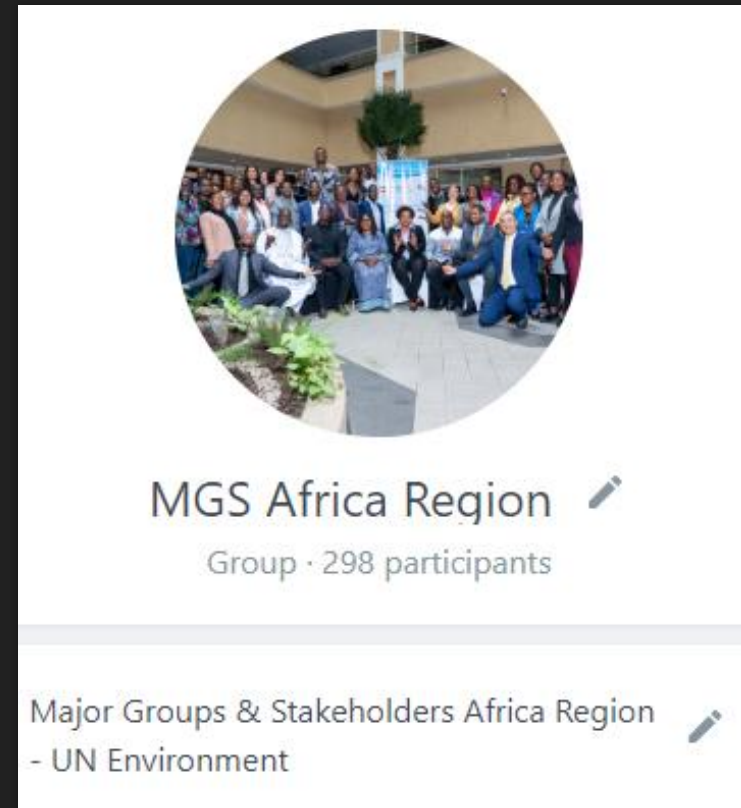 MGS Africa Region
Group · 298 participants
Major Groups & Stakeholders Africa Region
- UN Environment